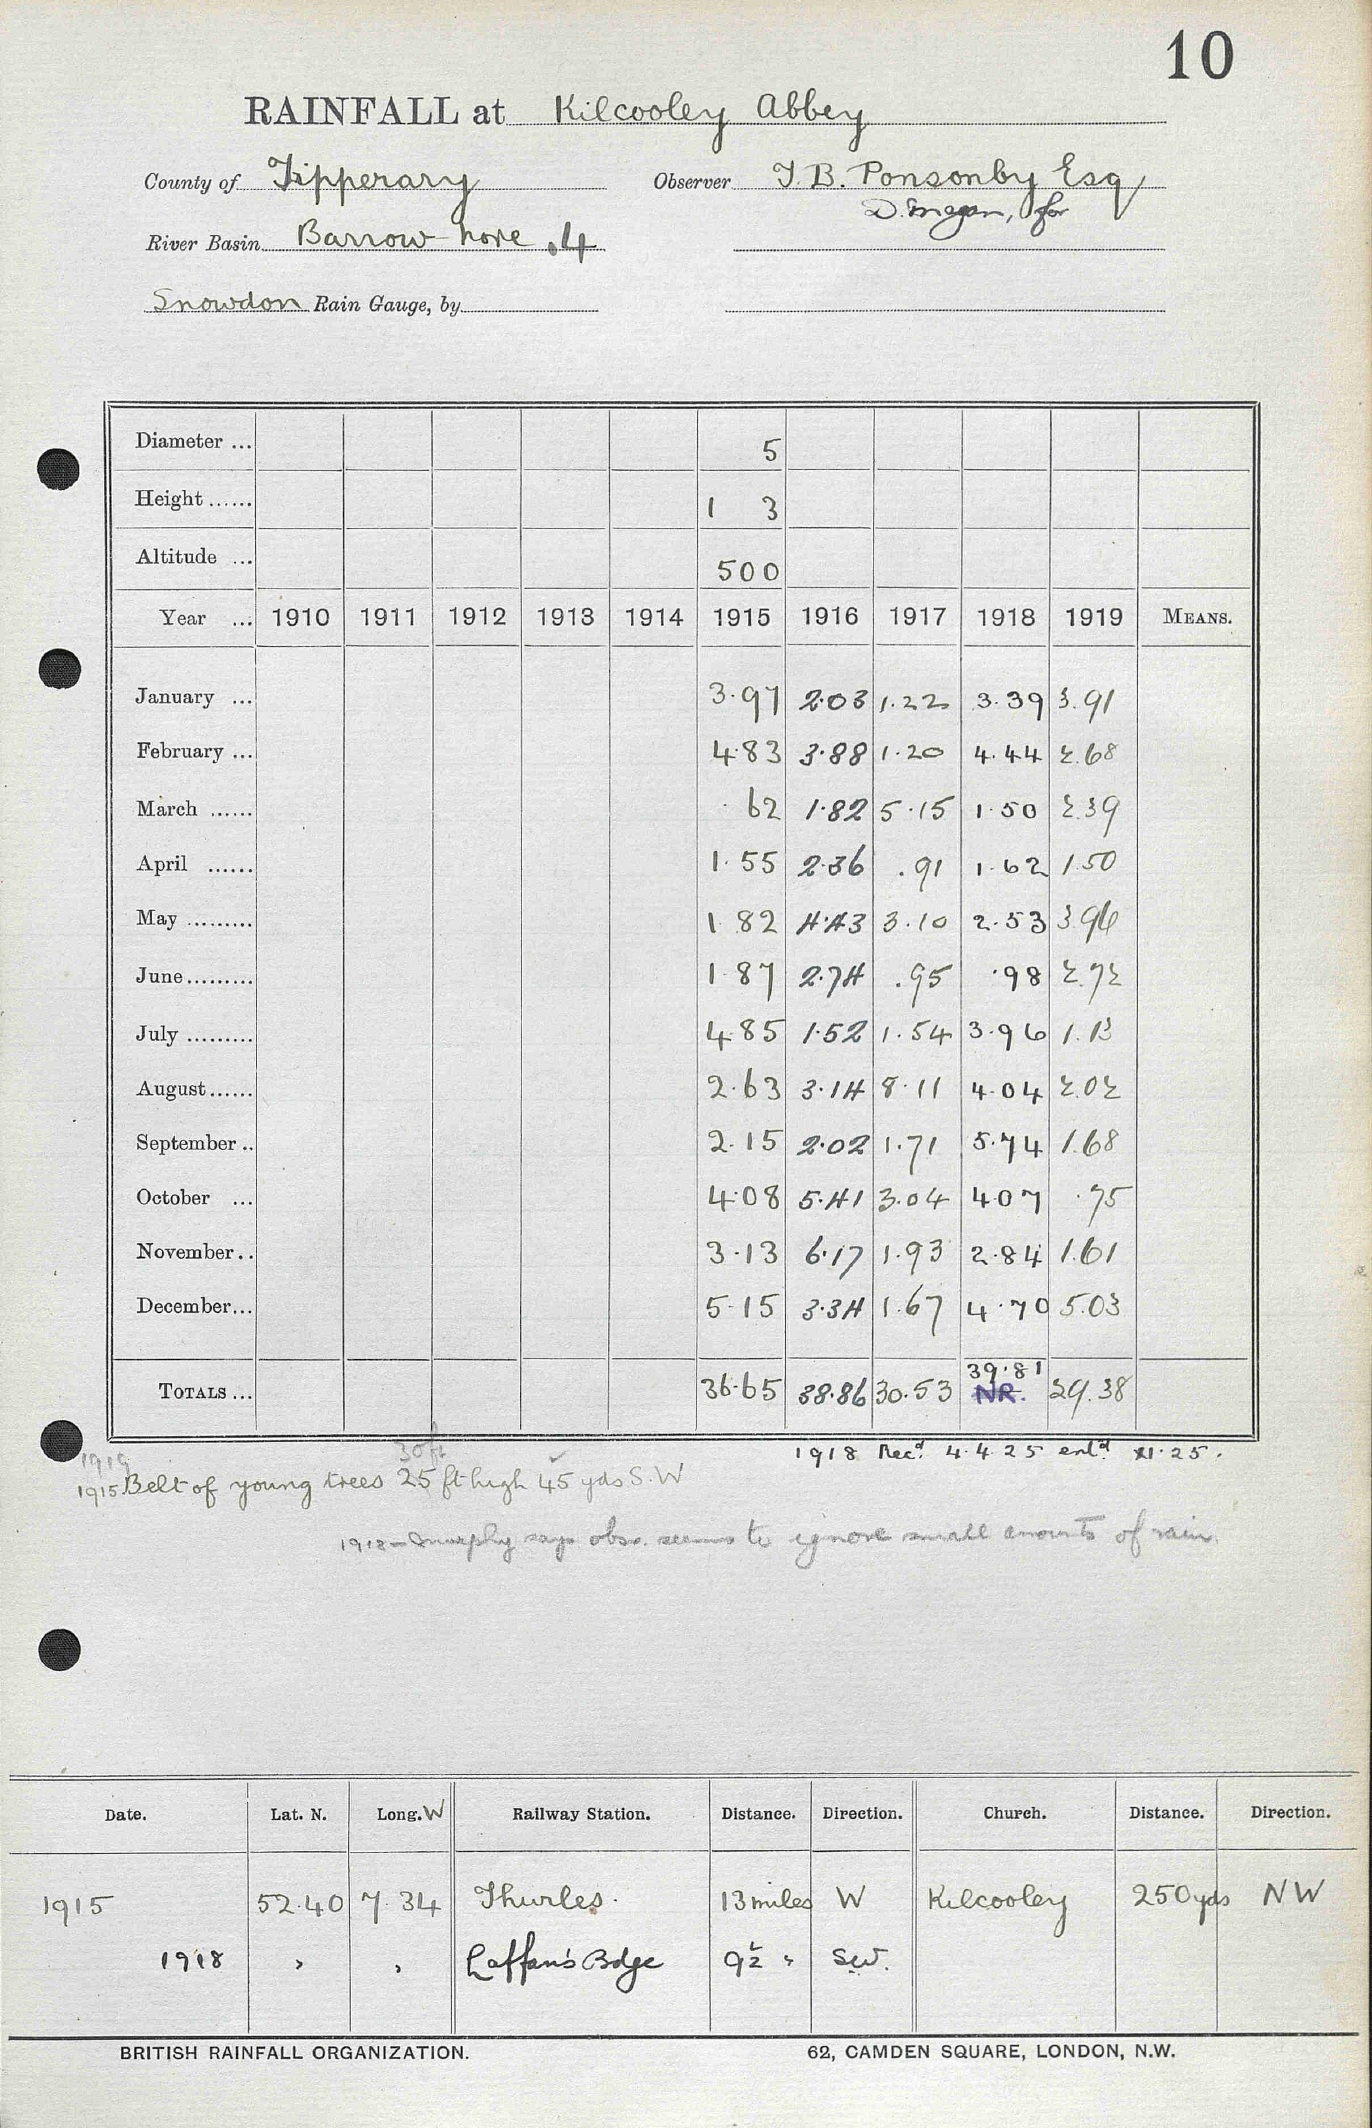 10
RAINFALL at Kilcooley Abbey
County of Tipperary Observer T. B. Ponsonby Esq
D. Megan, for
River Basin Barrow-Nore .4
Snowdon Rain Gauge, by
Diameter ... 5
Height ...... 1 3
Altitude ... 500
Year ... 1910 1911 1912 1913 1914 1915 1916 1917 1918 1919 MEANS.
January ... 3.97 2.03 1.22 3.39 3.91
February ... 4.83 3.88 1.20 4.44 2.68
March ...... .62 1.82 5.15 1.50 2.39
April ...... 1.55 2.36 .91 1.62 1.50
May ......... 1 82 4.43 3.10 2.53 3.96
June ......... 1.87 2.74 .95 .98 2.72
July ......... 4.85 1.52 1.54 3.96 1.13
August ...... 2.63 3.14 8.11 4.04 2.02
September .. 2.15 2.02 1.71 5.74 1.68
October ... 4.08 5.41 3.04 4.07 .75
November .. 3.13 6.17 1.93 2.84 1.61
December ... 5.15 3.34 1.67 4.70 5.03
39.81
TOTALS ... 36.65 38.86 30.53 NR. 29.38
1918 Recd. 4.4.25 entd. XI.25.
1919 30ft
1915 Belt of young trees 25 ft high 45 yds S.W
1918 - Murphy says obsr. seems to ignore small amounts of rain.
Date. Lat. N. Long. W Railway Station. Distance. Direction. Church. Distance. Direction.
1915 52.40 7.34 Thurles. 13 miles W Kilcooley 250 yds NW
1918 " " Laffan's Bdge 9½ " SW.
BRITISH RAINFALL ORGANIZATION. 62, CAMDEN SQUARE, LONDON, N.W.